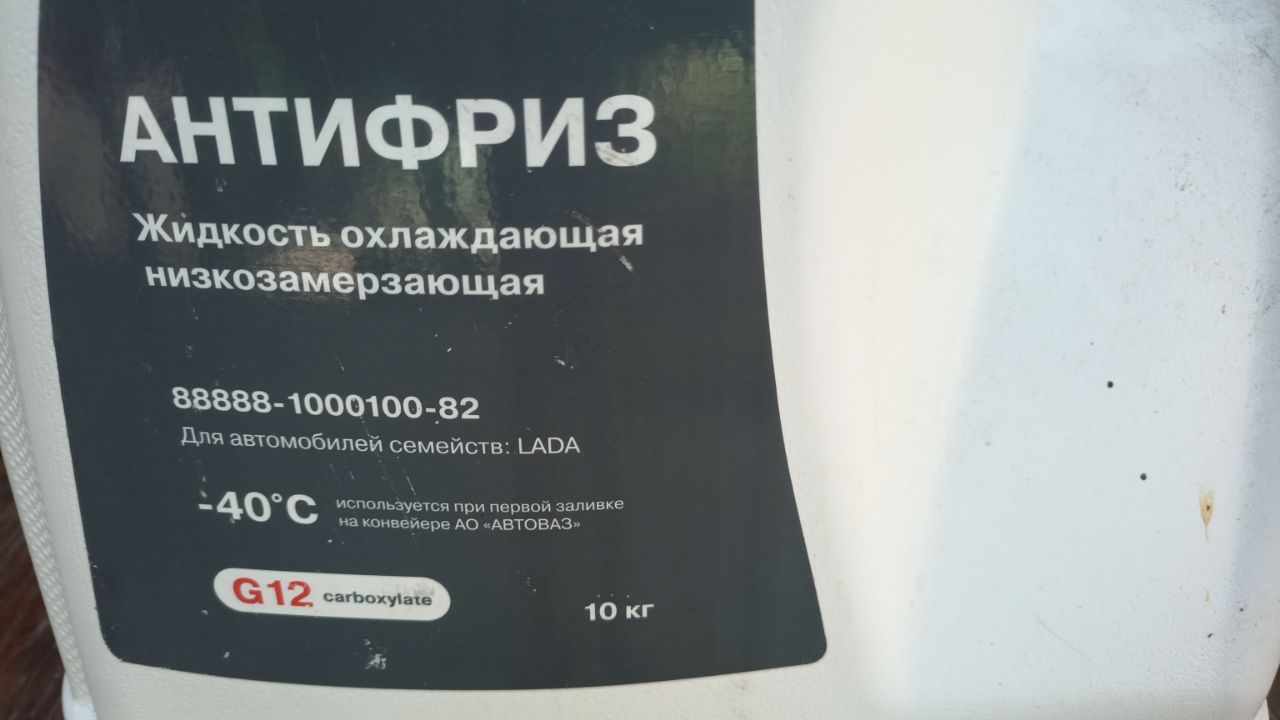 АНТИФРИЗ
Жидкость охлаждающая
низкозамерзающая
88888-1000100-82
Для автомобилей семейств: LADA
-40°C используется при первой заливке
на конвейере АО «АВТОВАЗ»
G12 carboxylate
10 кг